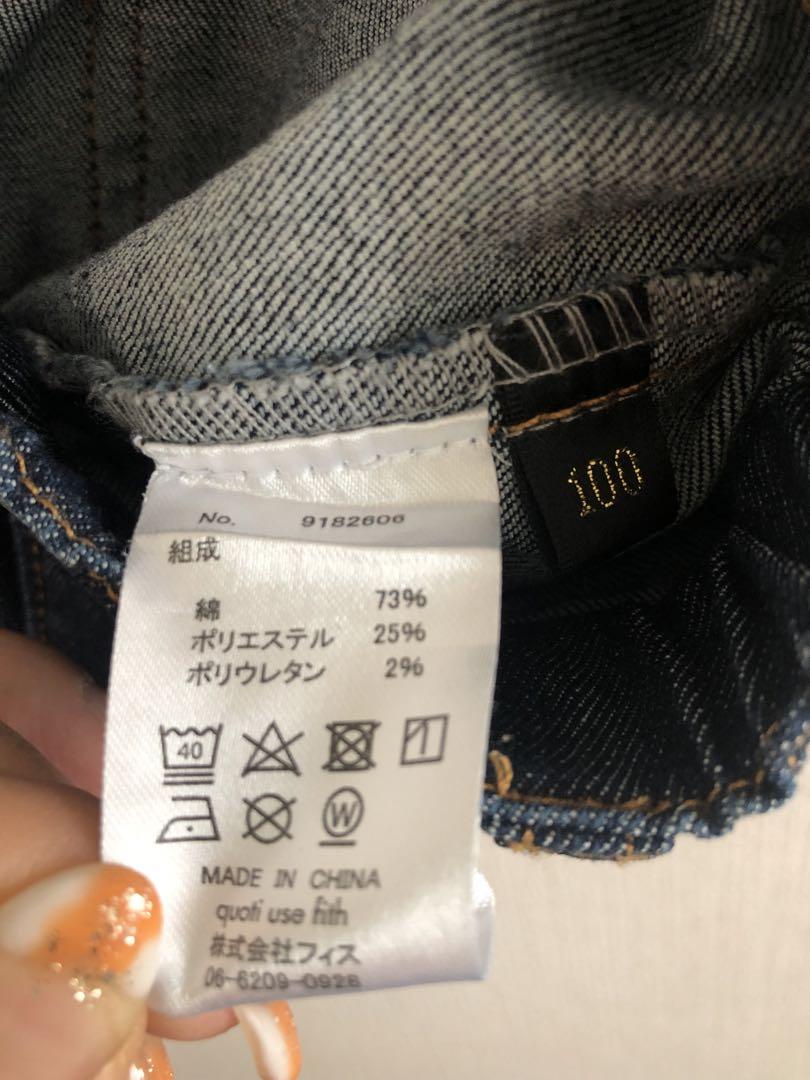 100
No. 9182606
組成
綿 73%
ポリエステル 25%
ポリウレタン 2%
40
W
MADE IN CHINA
quoti use fith
株式会社フィス
06-6209-0926